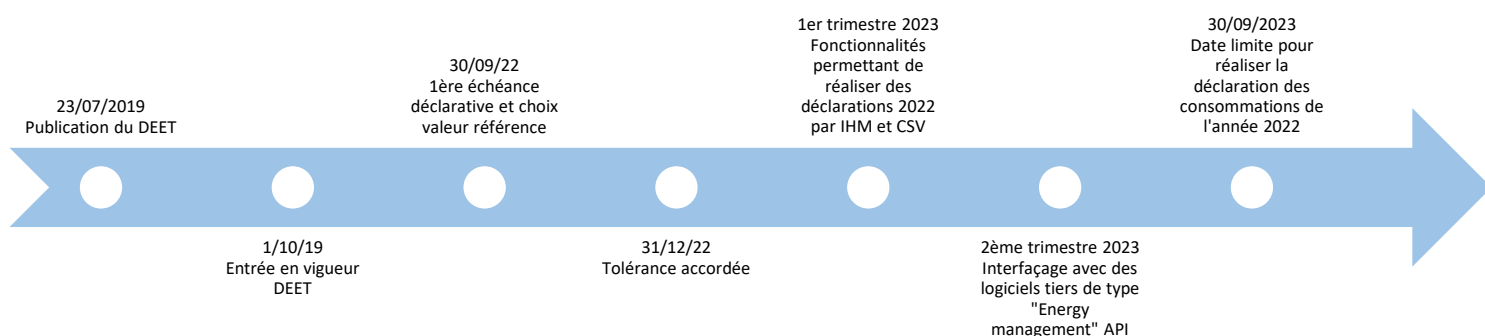 23/07/2019
Publication du DEET
1/10/19
Entrée en vigueur
DEET
30/09/22
1ère échéance
déclarative et choix
valeur référence
31/12/22
Tolérance accordée
1er trimestre 2023
Fonctionnalités
permettant de
réaliser des
déclarations 2022
par IHM et CSV
2ème trimestre 2023
Interfaçage avec des
logiciels tiers de type
"Energy
management" API
30/09/2023
Date limite pour
réaliser la
déclaration des
consommations de
l'année 2022